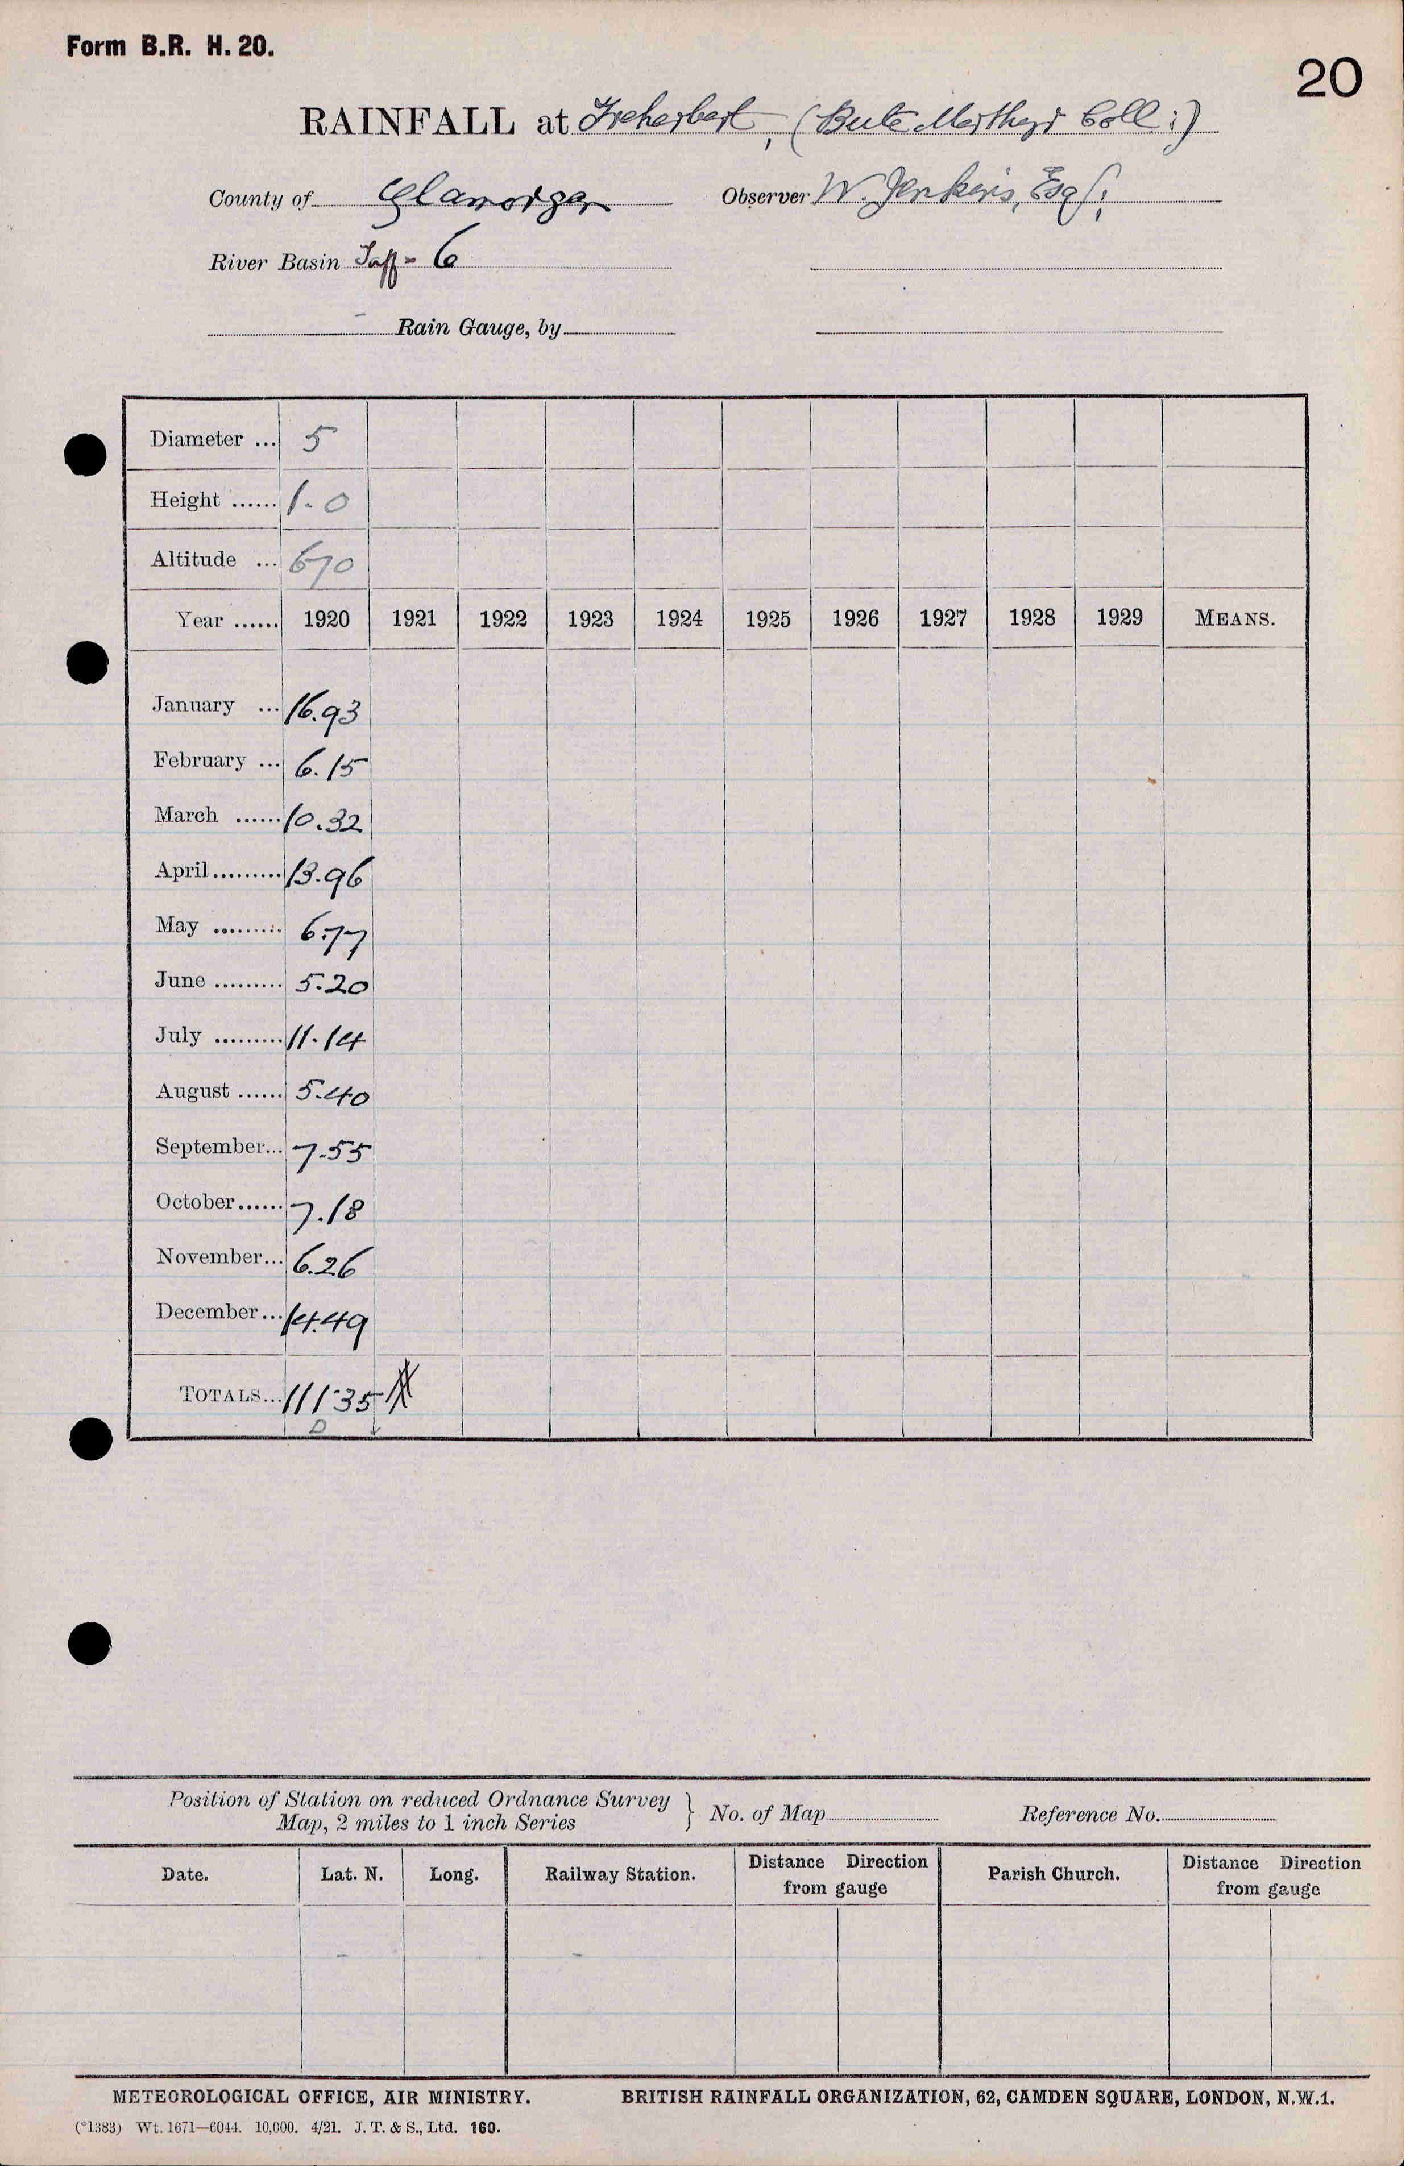 Form B.R. H. 20.
20
RAINFALL at Treherbert, (Bute Merthyr Coll:)
County of Glamorgan Observer W. Jenkins, Esq:
River Basin Taff - 6
Rain Gauge, by
Diameter ... 5
Height ...... 1.0
Altitude ... 670
Year ...... 1920 1921 1922 1923 1924 1925 1926 1927 1928 1929 MEANS.
January ... 16.93
February ... 6.15
March ...... 10.32
April ......... 13.96
May ......... 6.77
June ......... 5.20
July ......... 11.14
August ...... 5.40
September... 7.55
October...... 7.18
November... 6.26
December... 14.49
TOTALS... 111.35
D
Position of Station on reduced Ordnance Survey
Map, 2 miles to 1 inch Series } No. of Map Reference No.
Date. Lat. N. Long. Railway Station. Distance Direction from gauge Parish Church. Distance Direction from gauge
METEOROLOGICAL OFFICE, AIR MINISTRY. BRITISH RAINFALL ORGANIZATION, 62, CAMDEN SQUARE, LONDON, N.W.1.
(*1383) Wt. 1671—6044. 10,000. 4/21. J. T. & S., Ltd. 160.